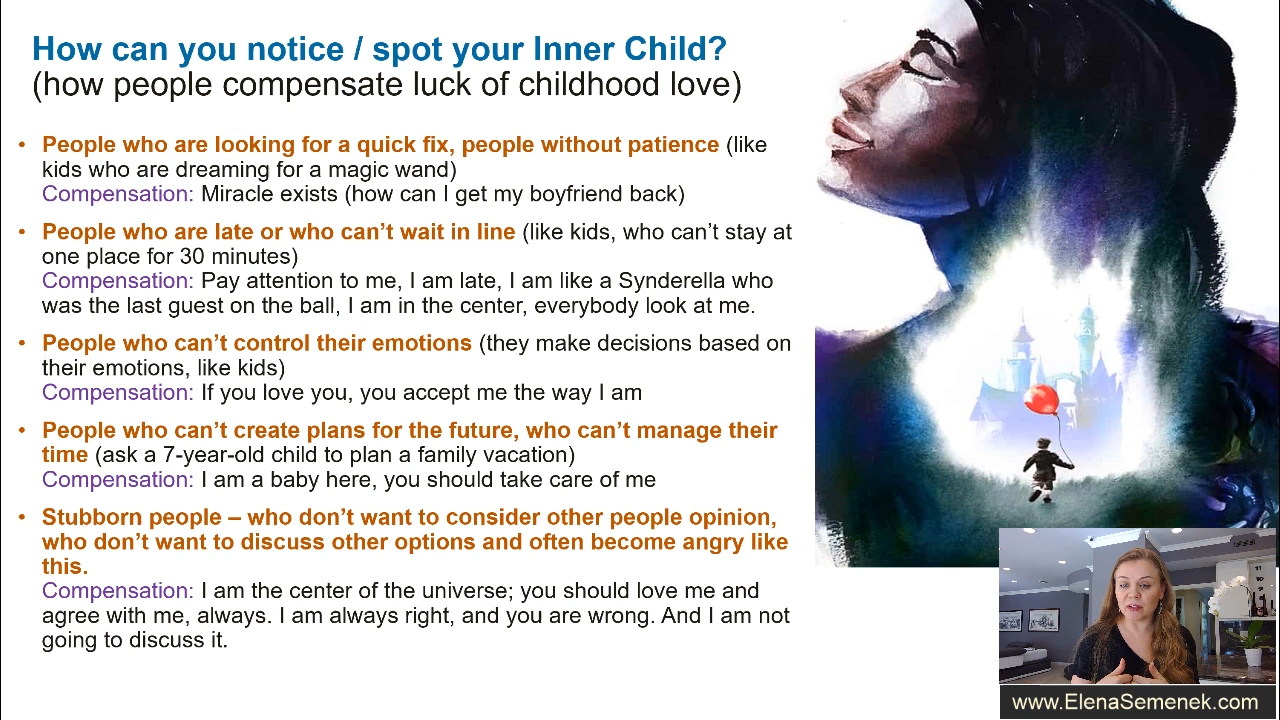 How can you notice / spot your Inner Child?
(how people compensate luck of childhood love)
• People who are looking for a quick fix, people without patience (like
kids who are dreaming for a magic wand)
Compensation: Miracle exists (how can I get my boyfriend back)
• People who are late or who can’t wait in line (like kids, who can’t stay at
one place for 30 minutes)
Compensation: Pay attention to me, I am late, I am like a Synderella who
was the last guest on the ball, I am in the center, everybody look at me.
• People who can’t control their emotions (they make decisions based on
their emotions, like kids)
Compensation: If you love you, you accept me the way I am
• People who can’t create plans for the future, who can’t manage their
time (ask a 7-year-old child to plan a family vacation)
Compensation: I am a baby here, you should take care of me
• Stubborn people – who don’t want to consider other people opinion,
who don’t want to discuss other options and often become angry like
this.
Compensation: I am the center of the universe; you should love me and
agree with me, always. I am always right, and you are wrong. And I am not
going to discuss it.
www.ElenaSemenek.com